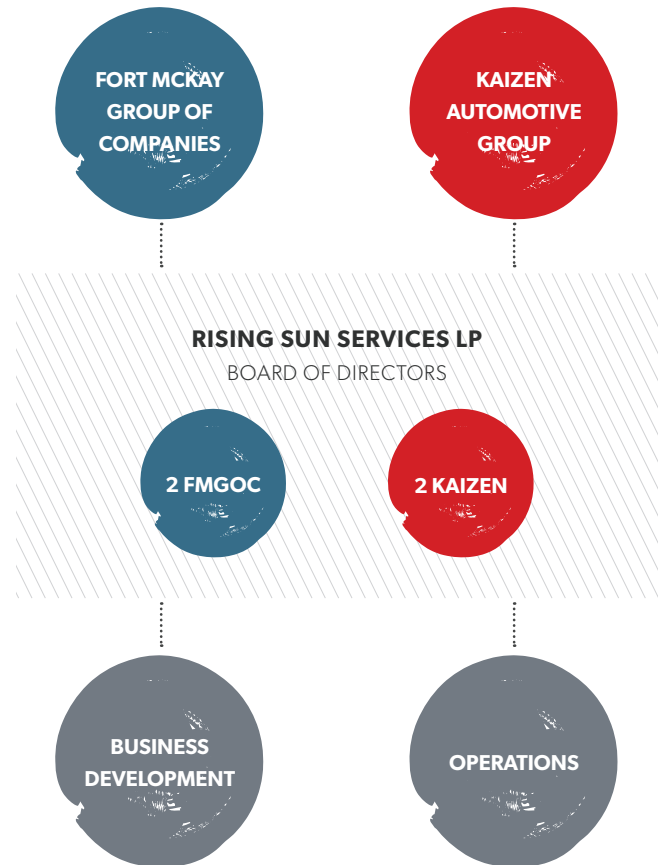 FORT MCKAY
GROUP OF
COMPANIES
KAIZEN
AUTOMOTIVE
GROUP
RISING SUN SERVICES LP
BOARD OF DIRECTORS
2 FMGOC
2 KAIZEN
BUSINESS
DEVELOPMENT
OPERATIONS